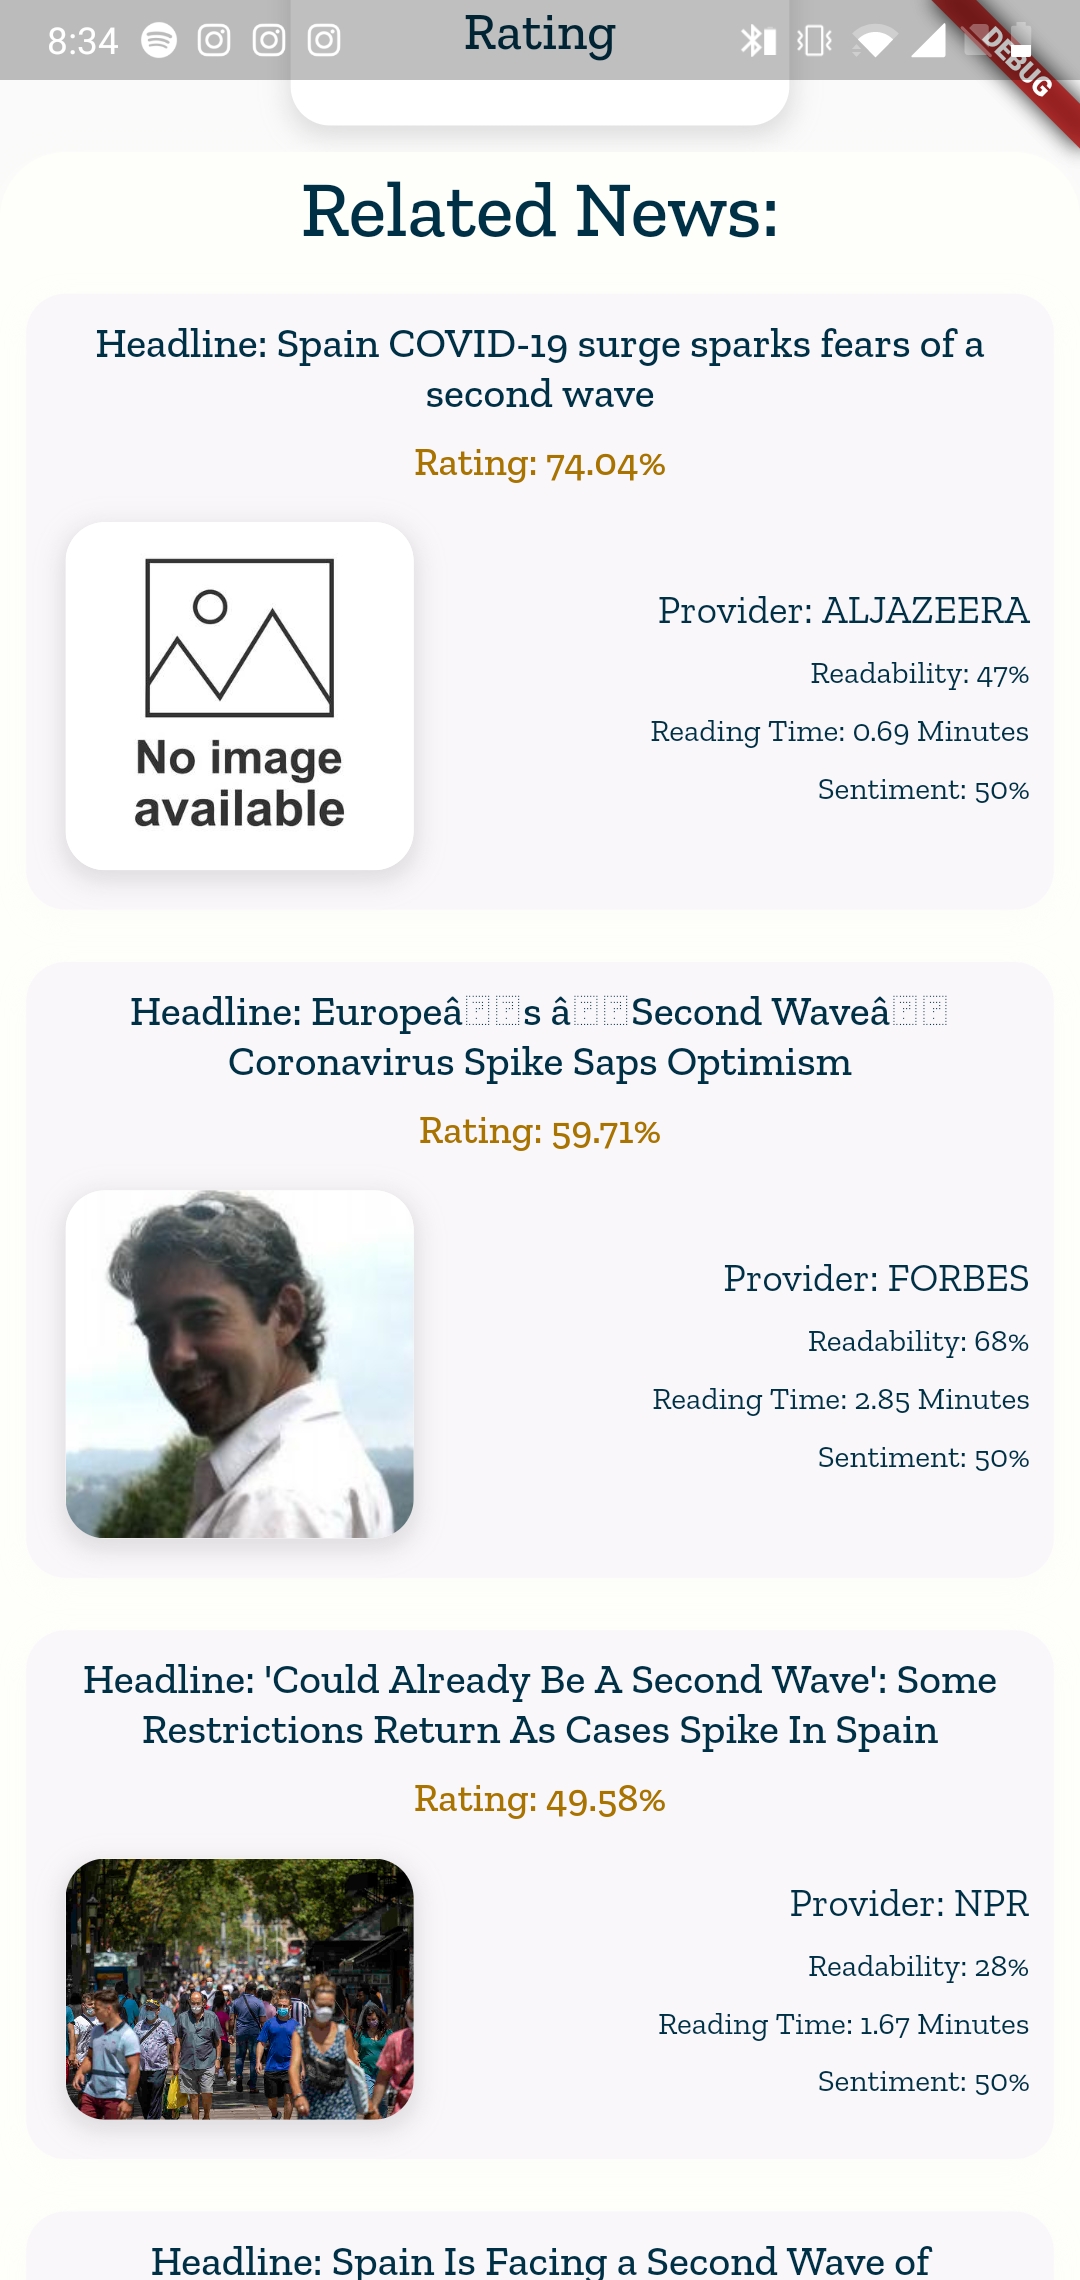 8:34
Rating
DEBUG
Related News:
Headline: Spain COVID-19 surge sparks fears of a
second wave
Rating: 74.04%
No image
available
Provider: ALJAZEERA
Readability: 47%
Reading Time: 0.69 Minutes
Sentiment: 50%
Headline: Europeâ󠀀󠀀s âSecond Waveâ
Coronavirus Spike Saps Optimism
Rating: 59.71%
Provider: FORBES
Readability: 68%
Reading Time: 2.85 Minutes
Sentiment: 50%
Headline: 'Could Already Be A Second Wave': Some
Restrictions Return As Cases Spike In Spain
Rating: 49.58%
Provider: NPR
Readability: 28%
Reading Time: 1.67 Minutes
Sentiment: 50%
Headline: Spain Is Facing a Second Wave of